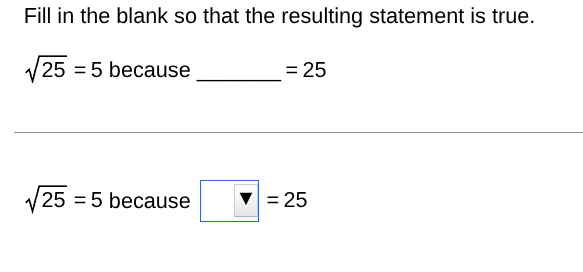 Fill in the blank so that the resulting statement is true.
√25 = 5 because _______ = 25
√25 = 5 because ▼ = 25